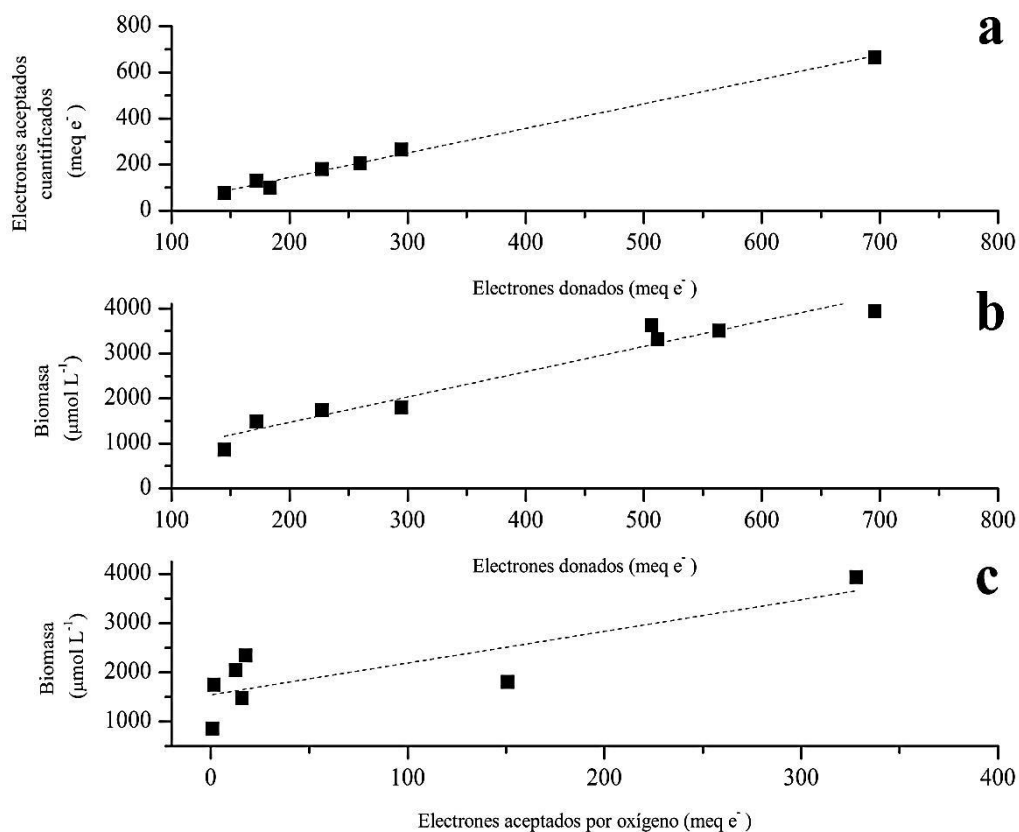 a
Electrones aceptados
cuantificados
(meq e⁻)
800
600
400
200
0
100
200
300
400
500
600
700
800
Electrones donados (meq e⁻)
b
Biomasa
(µmol L⁻¹)
4000
3000
2000
1000
0
100
200
300
400
500
600
700
800
Electrones donados (meq e⁻)
c
Biomasa
(µmol L⁻¹)
4000
3000
2000
1000
0
100
200
300
400
Electrones aceptados por oxígeno (meq e⁻)